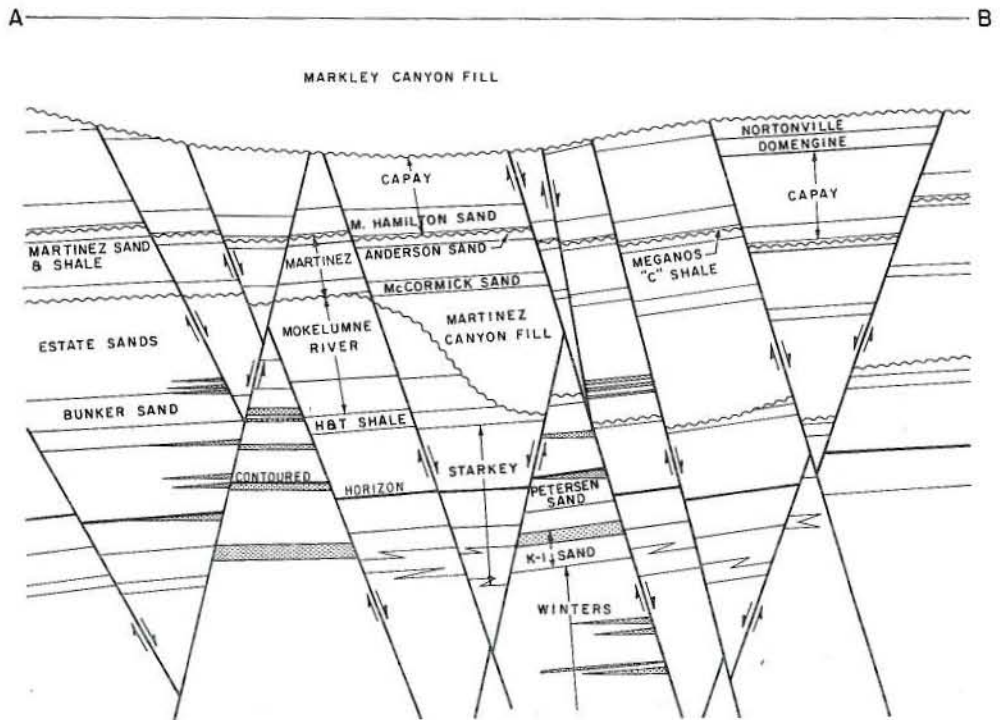 A B
MARKLEY CANYON FILL
NORTONVILLE
DOMENGINE
CAPAY
CAPAY
M. HAMILTON SAND
MARTINEZ SAND
& SHALE
MARTINEZ
ANDERSON SAND
MEGANOS
"C" SHALE
McCORMICK SAND
MOKELUMNE
RIVER
MARTINEZ
CANYON FILL
ESTATE SANDS
BUNKER SAND
H&T SHALE
STARKEY
CONTOURED HORIZON
PETERSEN
SAND
K-1 SAND
WINTERS